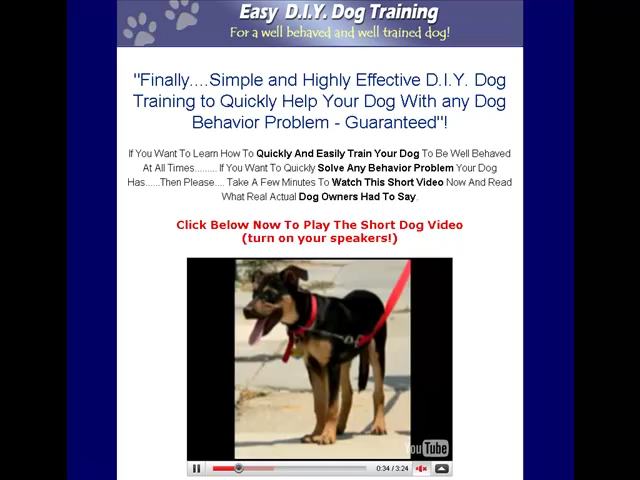 Easy D.I.Y. Dog Training
For a well behaved and well trained dog!
"Finally....Simple and Highly Effective D.I.Y. Dog
Training to Quickly Help Your Dog With any Dog
Behavior Problem - Guaranteed"!
If You Want To Learn How To Quickly And Easily Train Your Dog To Be Well Behaved
At All Times......... If You Want To Quickly Solve Any Behavior Problem Your Dog
Has.....Then Please.... Take A Few Minutes To Watch This Short Video Now And Read
What Real Actual Dog Owners Had To Say.
Click Below Now To Play The Short Dog Video
(turn on your speakers!)
YouTube
0:34 / 3:24